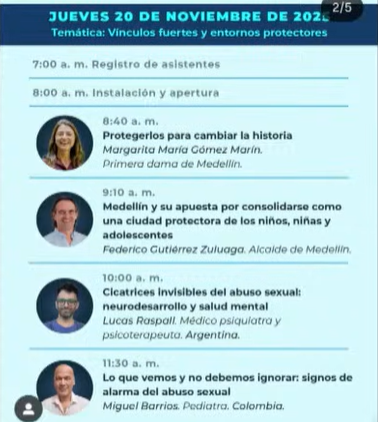 2/5
JUEVES 20 DE NOVIEMBRE DE
Temática: Vínculos fuertes y entornos protectores
7:00 a. m. Registro de asistentes
8:00 a. m. Instalación y apertura
8:40 a. m.
Protegerlos para cambiar la historia
Margarita María Gómez Marín.
Primera dama de Medellín.
9:10 a. m.
Medellín y su apuesta por consolidarse como
una ciudad protectora de los niños, niñas y
adolescentes
Federico Gutiérrez Zuluaga. Alcalde de Medellín.
10:00 a. m.
Cicatrices invisibles del abuso sexual:
neurodesarrollo y salud mental
Lucas Raspall. Médico psiquiatra y
psicoterapeuta. Argentina.
11:30 a. m.
Lo que vemos y no debemos ignorar: signos de
alarma del abuso sexual
Miguel Barrios. Pediatra. Colombia.